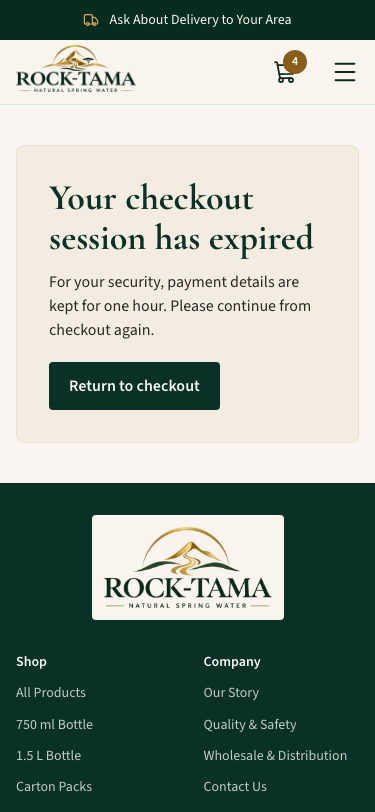 Ask About Delivery to Your Area
ROCK-TAMA
NATURAL SPRING WATER
4
Your checkout
session has expired
For your security, payment details are
kept for one hour. Please continue from
checkout again.
Return to checkout
ROCK-TAMA
NATURAL SPRING WATER
Shop
Company
All Products
Our Story
750 ml Bottle
Quality & Safety
1.5 L Bottle
Wholesale & Distribution
Carton Packs
Contact Us